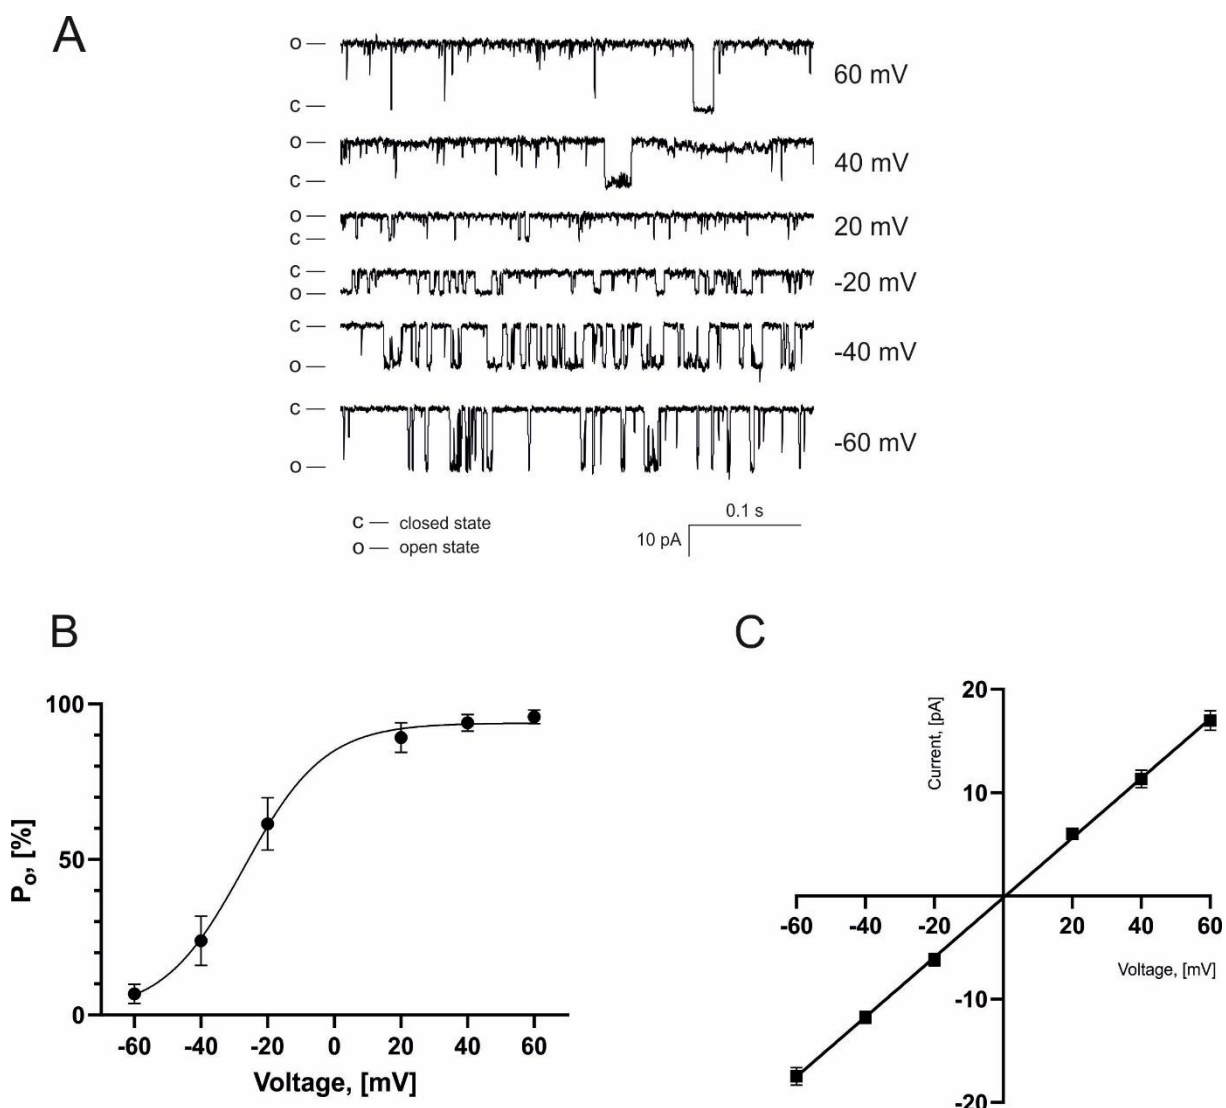 A
o — 60 mV
c —
o — 40 mV
c —
o — 20 mV
c —
c — -20 mV
o —
c — -40 mV
o —
c — -60 mV
o —
c — closed state
o — open state
0.1 s
10 pA
B
100
50
0
Po, [%]
-60 -40 -20 0 20 40 60
Voltage, [mV]
C
20
10
-10
-20
Current, [pA]
-60 -40 -20 20 40 60
Voltage, [mV]